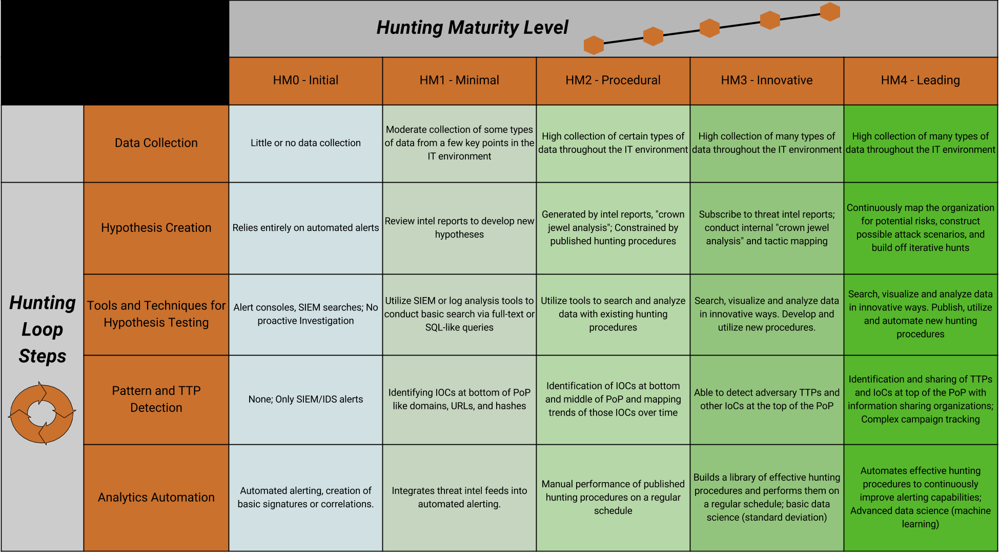 Hunting Maturity Level
HM0 - Initial
HM1 - Minimal
HM2 - Procedural
HM3 - Innovative
HM4 - Leading
Data Collection
Little or no data collection
Moderate collection of some types
of data from a few key points in the
IT environment
High collection of certain types of
data throughout the IT environment
High collection of many types of
data throughout the IT environment
High collection of many types of
data throughout the IT environment
Hunting
Loop
Steps
Hypothesis Creation
Relies entirely on automated alerts
Review intel reports to develop new
hypotheses
Generated by intel reports, "crown
jewel analysis"; Constrained by
published hunting procedures
Subscribe to threat intel reports;
conduct internal "crown jewel
analysis" and tactic mapping
Continuously map the organization
for potential risks, construct
possible attack scenarios, and
build off iterative hunts
Tools and Techniques for
Hypothesis Testing
Alert consoles, SIEM searches; No
proactive Investigation
Utilize SIEM or log analysis tools to
conduct basic search via full-text or
SQL-like queries
Utilize tools to search and analyze
data with existing hunting
procedures
Search, visualize and analyze data
in innovative ways. Develop and
utilize new procedures.
Search, visualize and analyze data
in innovative ways. Publish, utilize
and automate new hunting
procedures
Pattern and TTP
Detection
None; Only SIEM/IDS alerts
Identifying IOCs at bottom of PoP
like domains, URLs, and hashes
Identification of IOCs at bottom
and middle of PoP and mapping
trends of those IOCs over time
Able to detect adversary TTPs and
other IoCs at the top of the PoP
Identification and sharing of TTPs
and IoCs at top of the PoP with
information sharing organizations;
Complex campaign tracking
Analytics Automation
Automated alerting, creation of
basic signatures or correlations.
Integrates threat intel feeds into
automated alerting.
Manual performance of published
hunting procedures on a regular
schedule
Builds a library of effective hunting
procedures and performs them on
a regular schedule; basic data
science (standard deviation)
Automates effective hunting
procedures to continuously
improve alerting capabilities;
Advanced data science (machine
learning)